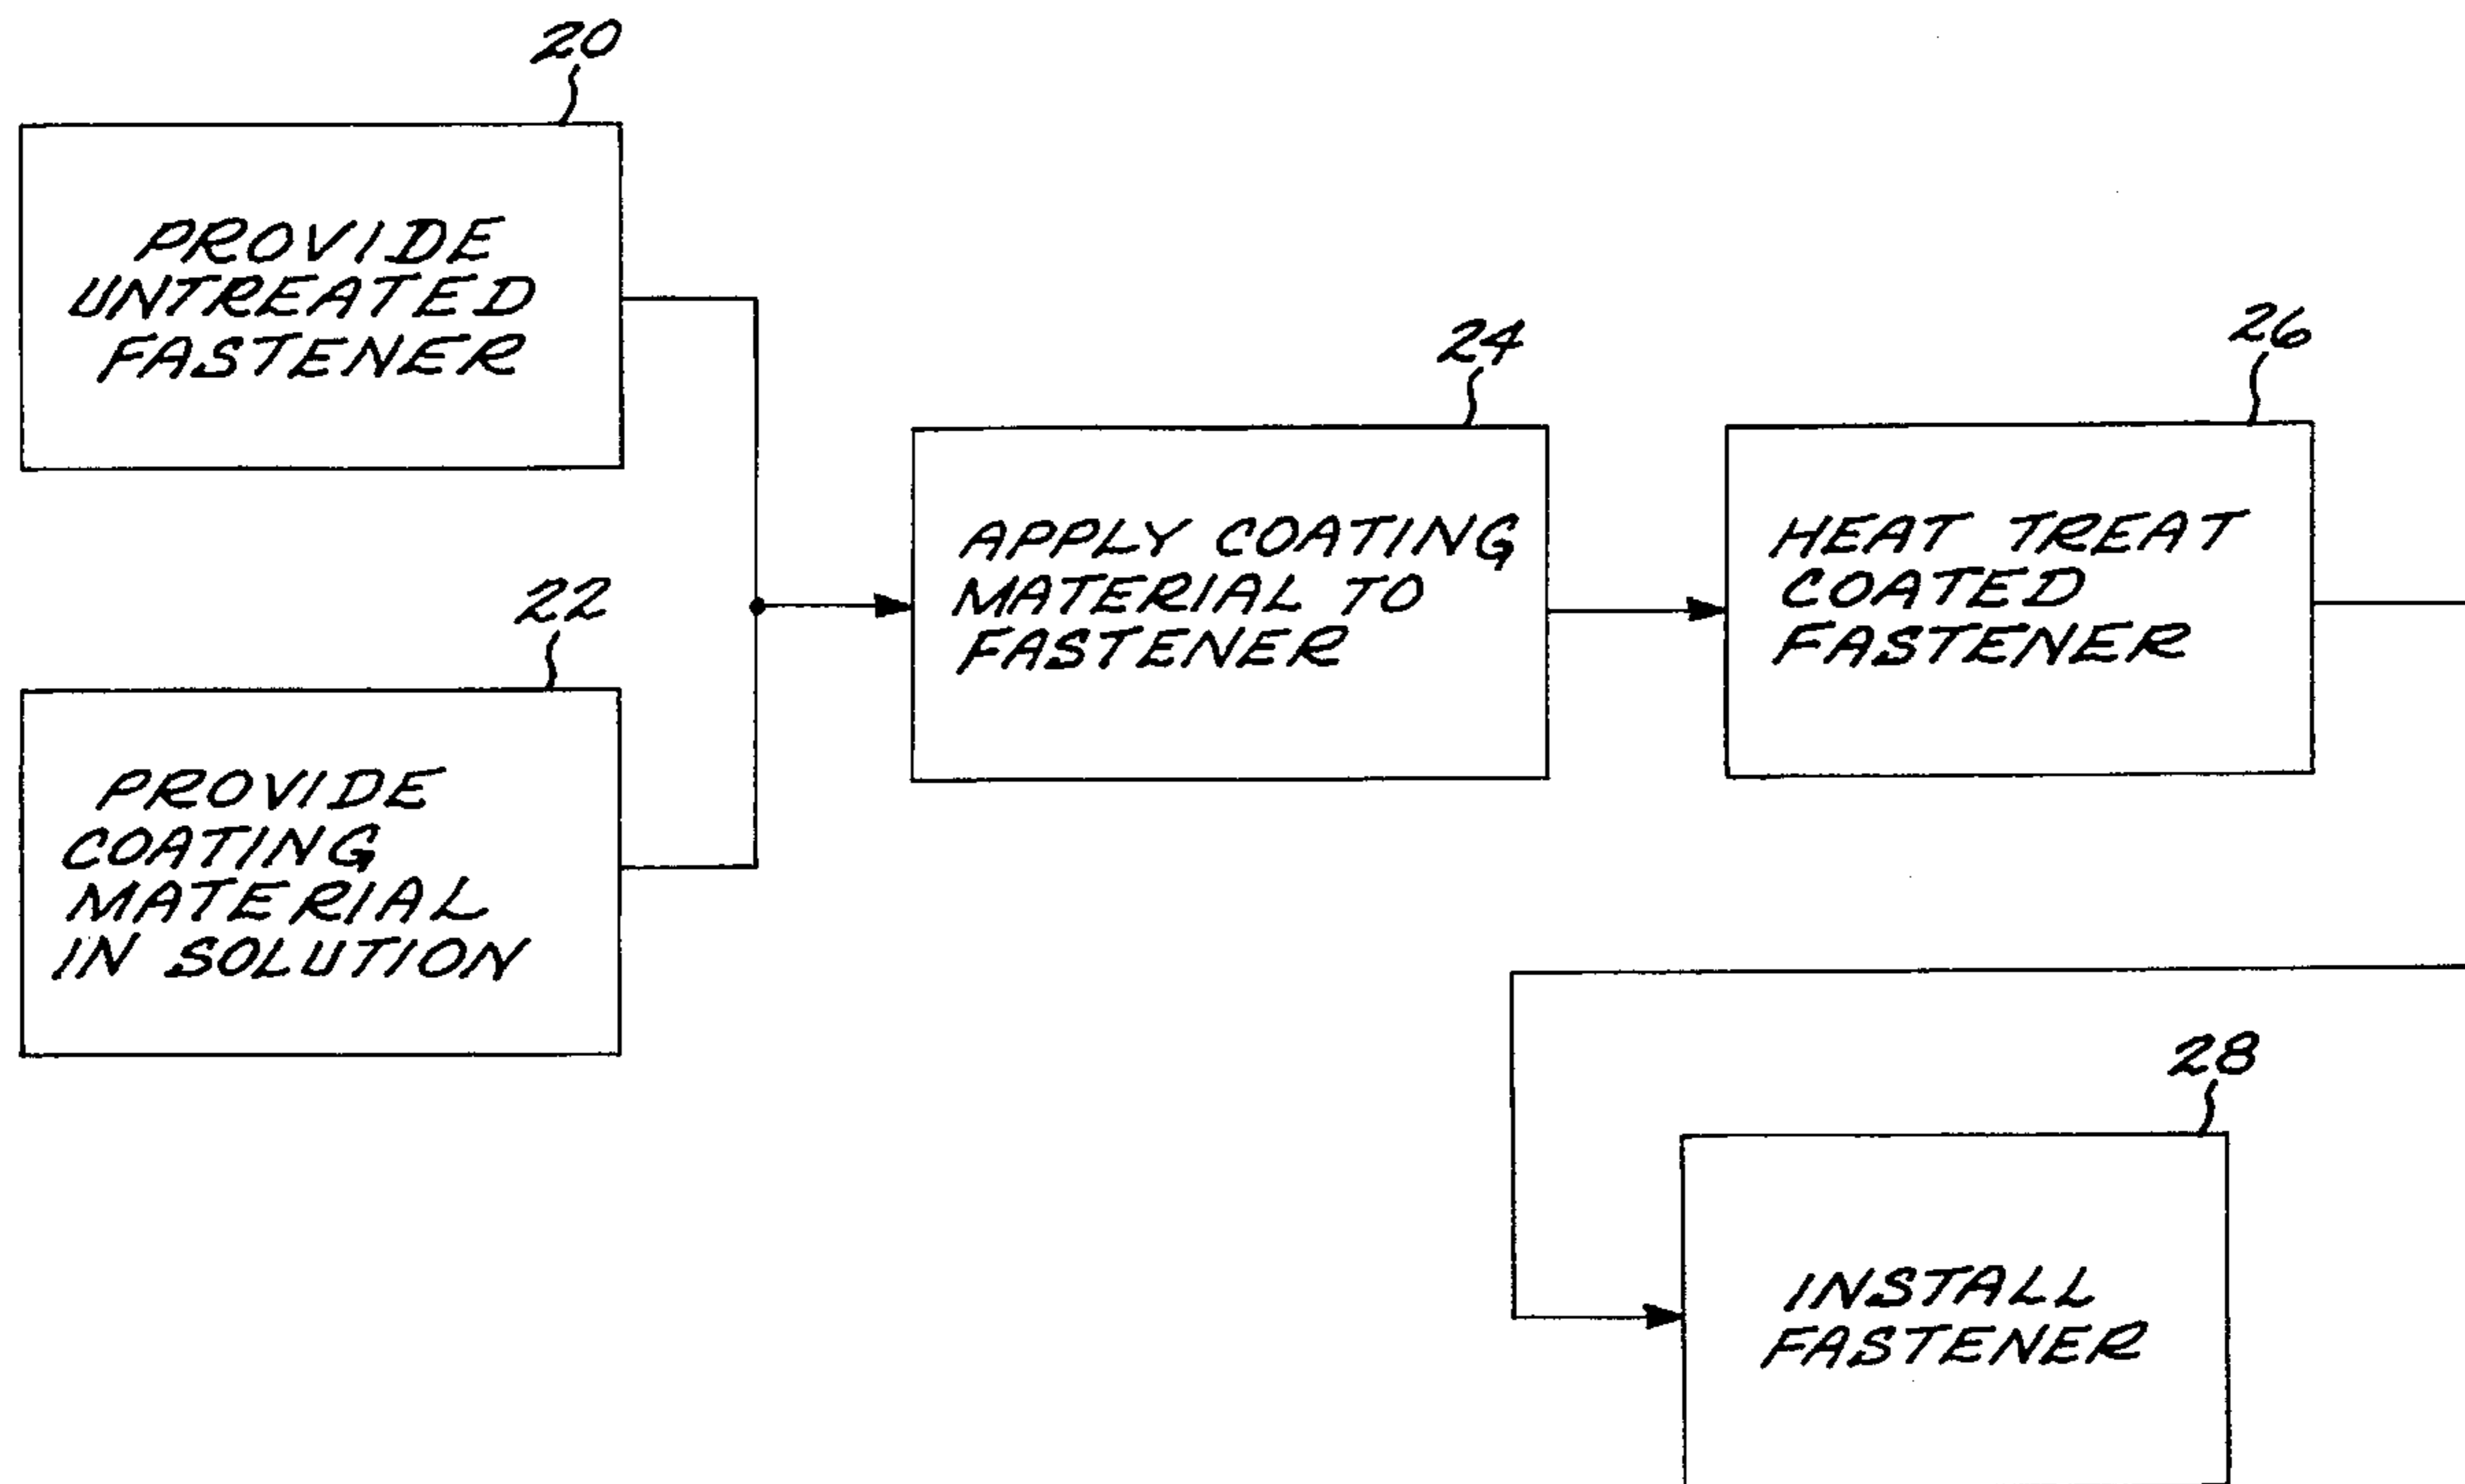 20
PROVIDE
UNTREATED
FASTENER
22
PROVIDE
COATING
MATERIAL
IN SOLUTION
24
APPLY COATING
MATERIAL TO
FASTENER
26
HEAT TREAT
COATED
FASTENER
28
INSTALL
FASTENER